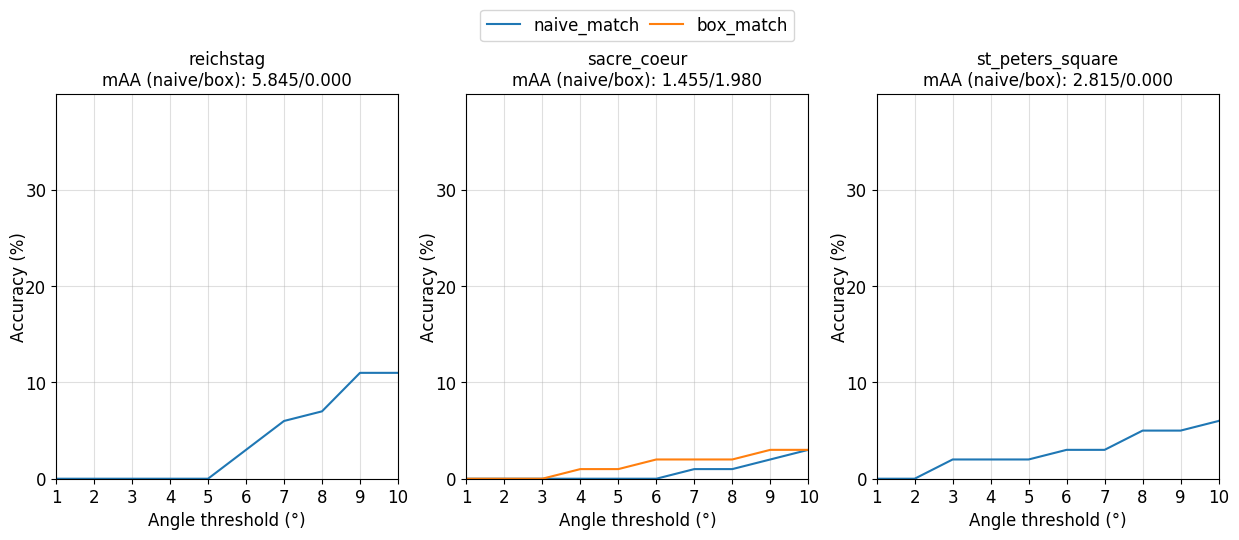 naive_match box_match
reichstag
mAA (naive/box): 5.845/0.000
sacre_coeur
mAA (naive/box): 1.455/1.980
st_peters_square
mAA (naive/box): 2.815/0.000
Accuracy (%)
30
20
10
0
1 2 3 4 5 6 7 8 9 10
Angle threshold (°)
Accuracy (%)
30
20
10
0
1 2 3 4 5 6 7 8 9 10
Angle threshold (°)
Accuracy (%)
30
20
10
0
1 2 3 4 5 6 7 8 9 10
Angle threshold (°)